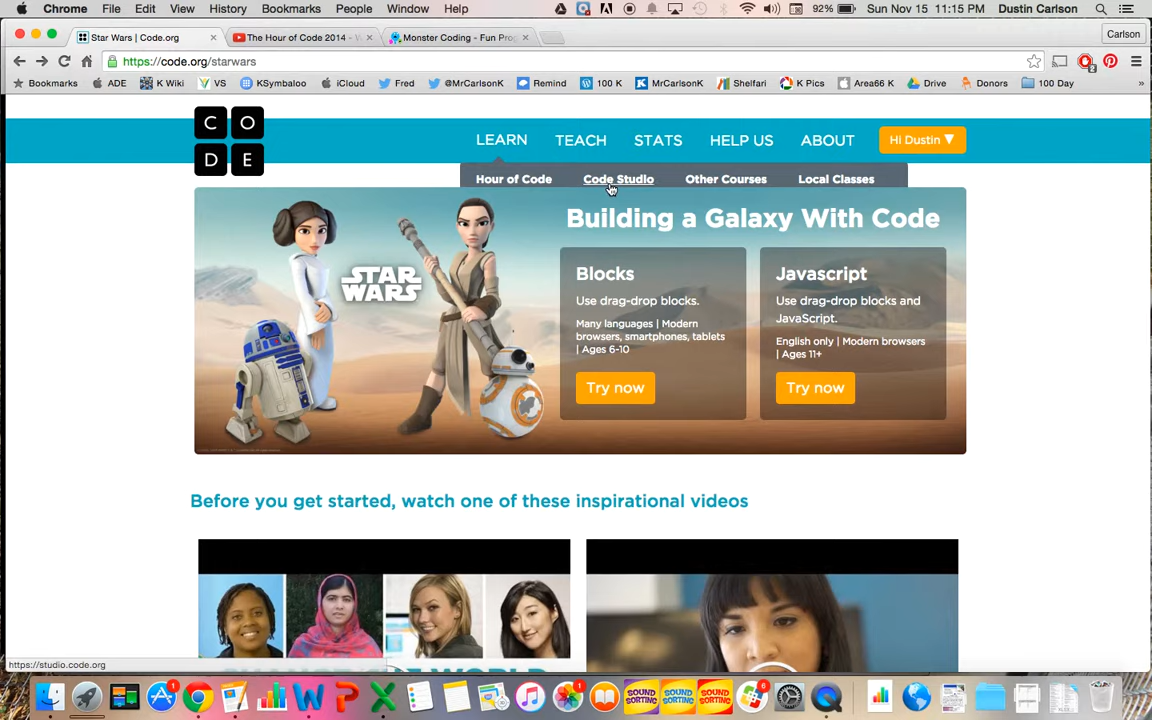 Chrome File Edit View History Bookmarks People Window Help 92% Sun Nov 15 11:15 PM Dustin Carlson
Star Wars | Code.org
The Hour of Code 2014 -
Monster Coding - Fun Pro
Carlson
https://code.org/starwars
Bookmarks ADE K Wiki VS KSymbaloo iCloud Fred @MrCarlsonK Remind 100 K MrCarlsonK Shelfari K Pics Area66 K Drive Donors 100 Day »
C O
D E
LEARN TEACH STATS HELP US ABOUT Hi Dustin ▼
Hour of Code Code Studio Other Courses Local Classes
Building a Galaxy With Code
STAR
WARS
Blocks
Use drag-drop blocks.
Many languages | Modern
browsers, smartphones, tablets
| Ages 6-10
Try now
Javascript
Use drag-drop blocks and
JavaScript.
English only | Modern browsers
| Ages 11+
Try now
Before you get started, watch one of these inspirational videos
https://studio.code.org
SOUND
SORTING
SOUND
SORTING
SOUND
SORTING